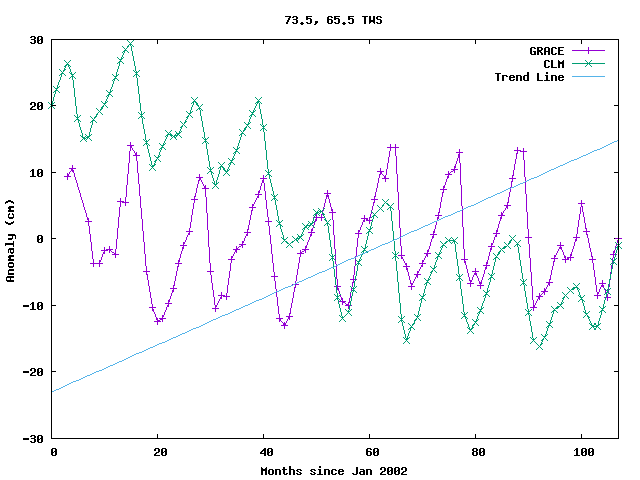 73.5, 65.5 TWS
GRACE
CLM
Trend Line
30
20
10
0
-10
-20
-30
Anomaly (cm)
0 20 40 60 80 100
Months since Jan 2002